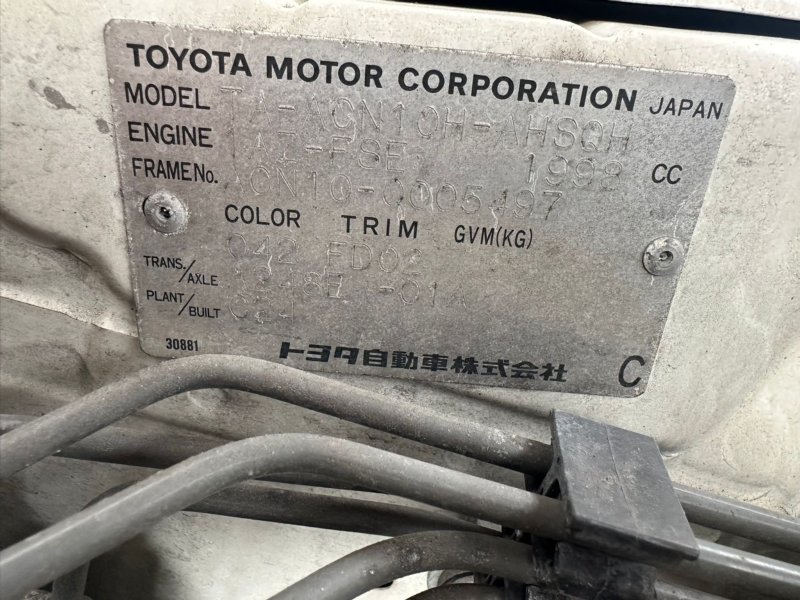 TOYOTA MOTOR CORPORATION JAPAN
MODEL TA-ACN10H-AHSQH
ENGINE 1AZ-FSE 1998 CC
FRAME No. ACN10-0005497
COLOR TRIM GVM(KG)
042 FD02
TRANS./AXLE
PLANT/BUILT
30881 トヨタ自動車株式会社 C